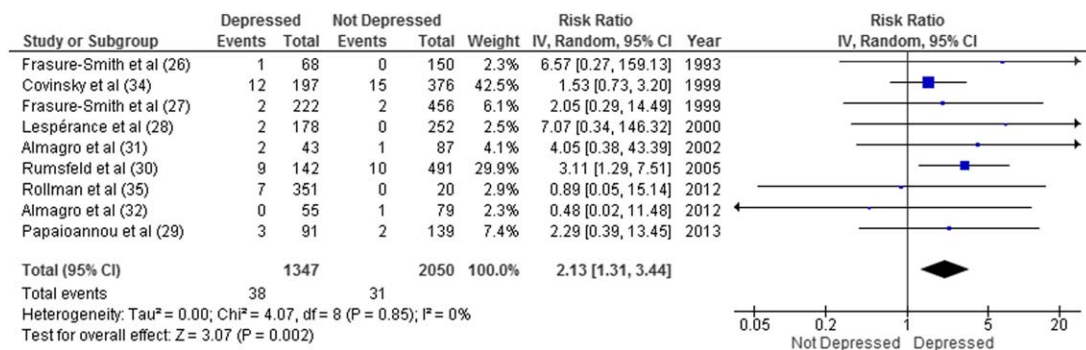 Depressed Not Depressed Risk Ratio Risk Ratio
Study or Subgroup Events Total Events Total Weight IV, Random, 95% CI Year IV, Random, 95% CI
Frasure-Smith et al (26) 1 68 0 150 2.3% 6.57 [0.27, 159.13] 1993
Covinsky et al (34) 12 197 15 376 42.5% 1.53 [0.73, 3.20] 1999
Frasure-Smith et al (27) 2 222 2 456 6.1% 2.05 [0.29, 14.49] 1999
Lespérance et al (28) 2 178 0 252 2.5% 7.07 [0.34, 146.32] 2000
Almagro et al (31) 2 43 1 87 4.1% 4.05 [0.38, 43.39] 2002
Rumsfeld et al (30) 9 142 10 491 29.9% 3.11 [1.29, 7.51] 2005
Rollman et al (35) 7 351 0 20 2.9% 0.89 [0.05, 15.14] 2012
Almagro et al (32) 0 55 1 79 2.3% 0.48 [0.02, 11.48] 2012
Papaioannou et al (29) 3 91 2 139 7.4% 2.29 [0.39, 13.45] 2013
Total (95% CI) 1347 2050 100.0% 2.13 [1.31, 3.44]
Total events 38 31
Heterogeneity: Tau² = 0.00; Chi² = 4.07, df = 8 (P = 0.85); I² = 0%
Test for overall effect: Z = 3.07 (P = 0.002)
0.05 0.2 1 5 20
Not Depressed Depressed